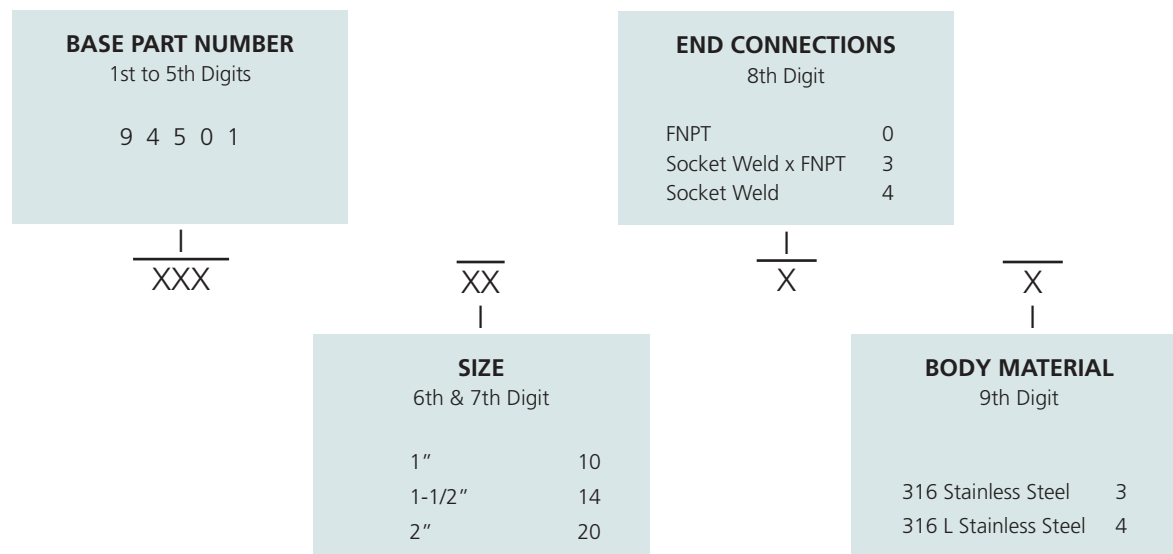 BASE PART NUMBER
1st to 5th Digits
9 4 5 0 1
XXX
SIZE
6th & 7th Digit
XX
1” 10
1-1/2” 14
2” 20
END CONNECTIONS
8th Digit
FNPT 0
Socket Weld x FNPT 3
Socket Weld 4
X
X
BODY MATERIAL
9th Digit
316 Stainless Steel 3
316 L Stainless Steel 4